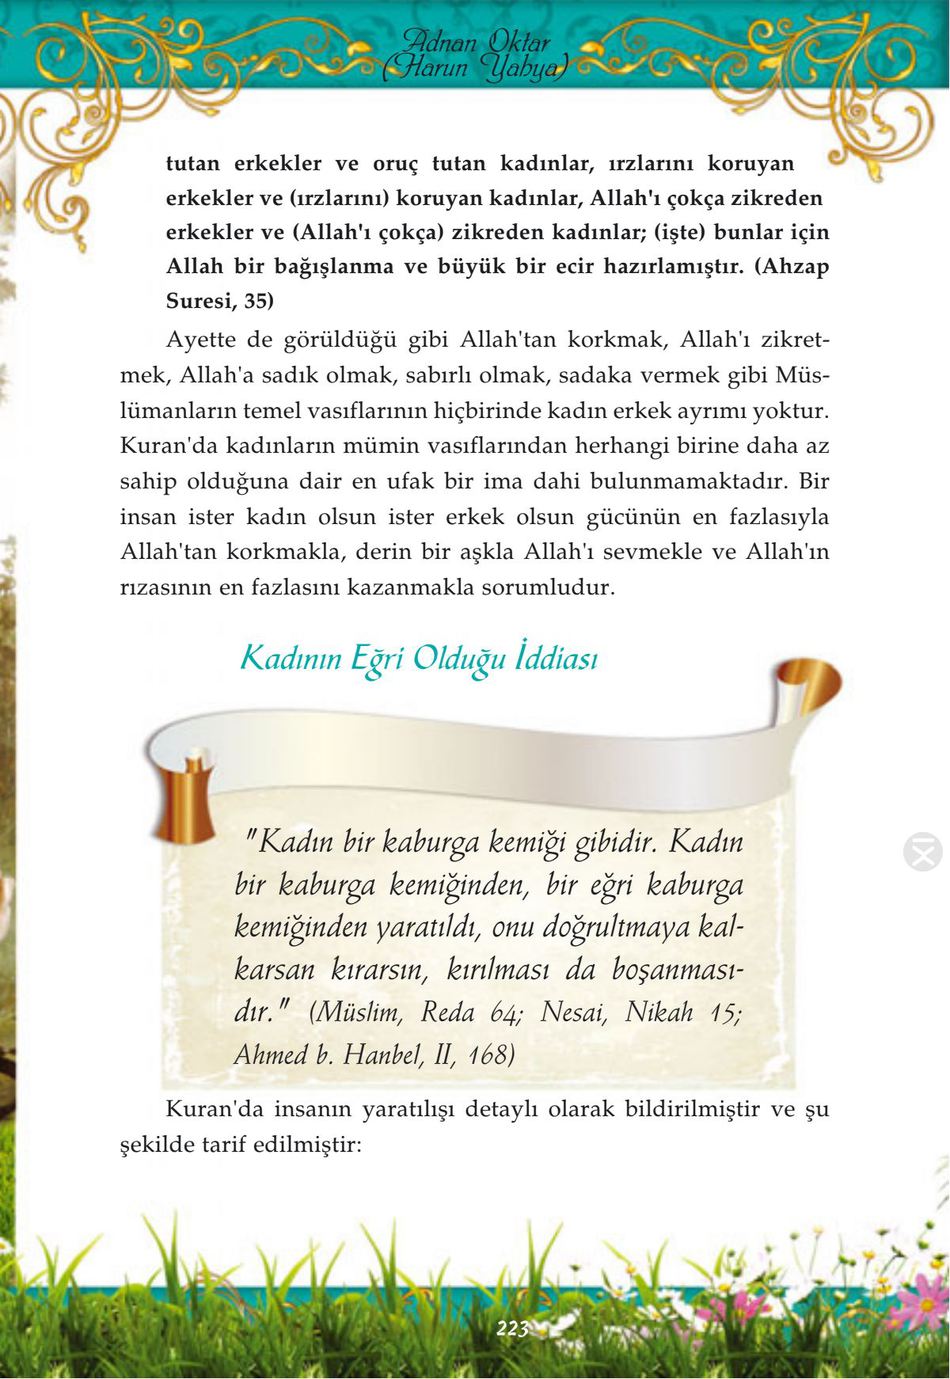 Adnan Oktar
(Harun Yahya)
tutan erkekler ve oruç tutan kadınlar, ırzlarını koruyan
erkekler ve (ırzlarını) koruyan kadınlar, Allah'ı çokça zikreden
erkekler ve (Allah'ı çokça) zikreden kadınlar; (işte) bunlar için
Allah bir bağışlanma ve büyük bir ecir hazırlamıştır. (Ahzap
Suresi, 35)
Ayette de görüldüğü gibi Allah'tan korkmak, Allah'ı zikret-
mek, Allah'a sadık olmak, sabırlı olmak, sadaka vermek gibi Müs-
lümanların temel vasıflarının hiçbirinde kadın erkek ayrımı yoktur.
Kuran'da kadınların mümin vasıflarından herhangi birine daha az
sahip olduğuna dair en ufak bir ima dahi bulunmamaktadır. Bir
insan ister kadın olsun ister erkek olsun gücünün en fazlasıyla
Allah'tan korkmakla, derin bir aşkla Allah'ı sevmekle ve Allah'ın
rızasının en fazlasını kazanmakla sorumludur.
Kadının Eğri Olduğu İddiası
"Kadın bir kaburga kemiği gibidir. Kadın
bir kaburga kemiğinden, bir eğri kaburga
kemiğinden yaratıldı, onu doğrultmaya kal-
karsan kırarsın, kırılması da boşanması-
dır." (Müslim, Reda 64; Nesai, Nikah 15;
Ahmed b. Hanbel, II, 168)
Kuran'da insanın yaratılışı detaylı olarak bildirilmiştir ve şu
şekilde tarif edilmiştir:
223